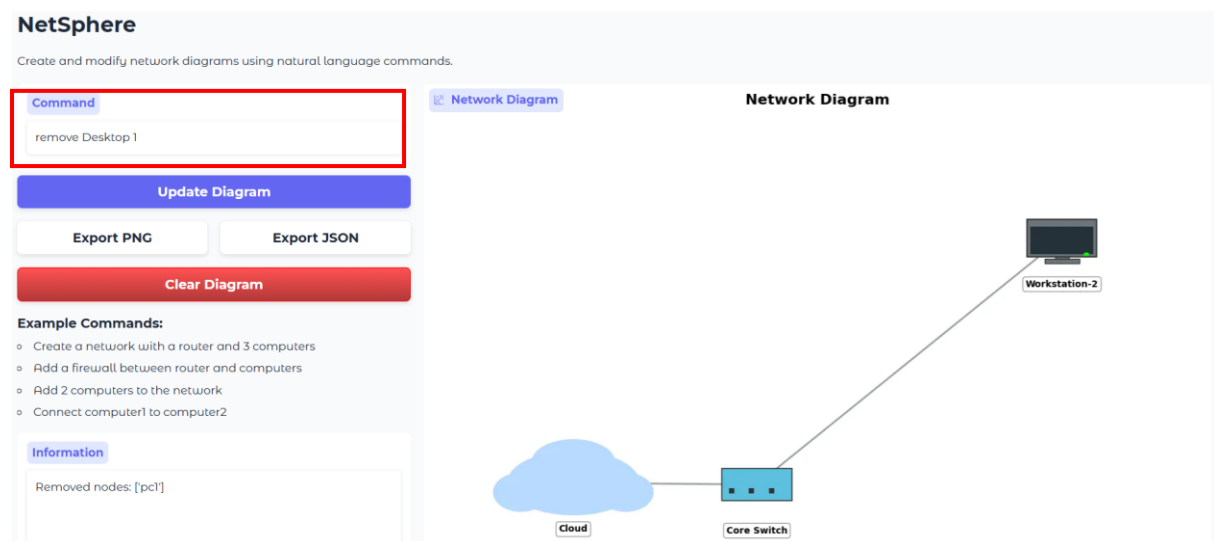 NetSphere
Create and modify network diagrams using natural language commands.
Command
remove Desktop 1
Update Diagram
Export PNG
Export JSON
Clear Diagram
Example Commands:
Create a network with a router and 3 computers
Add a firewall between router and computers
Add 2 computers to the network
Connect computer1 to computer2
Information
Removed nodes: ['pc1']
Network Diagram
Network Diagram
Workstation-2
Cloud
Core Switch